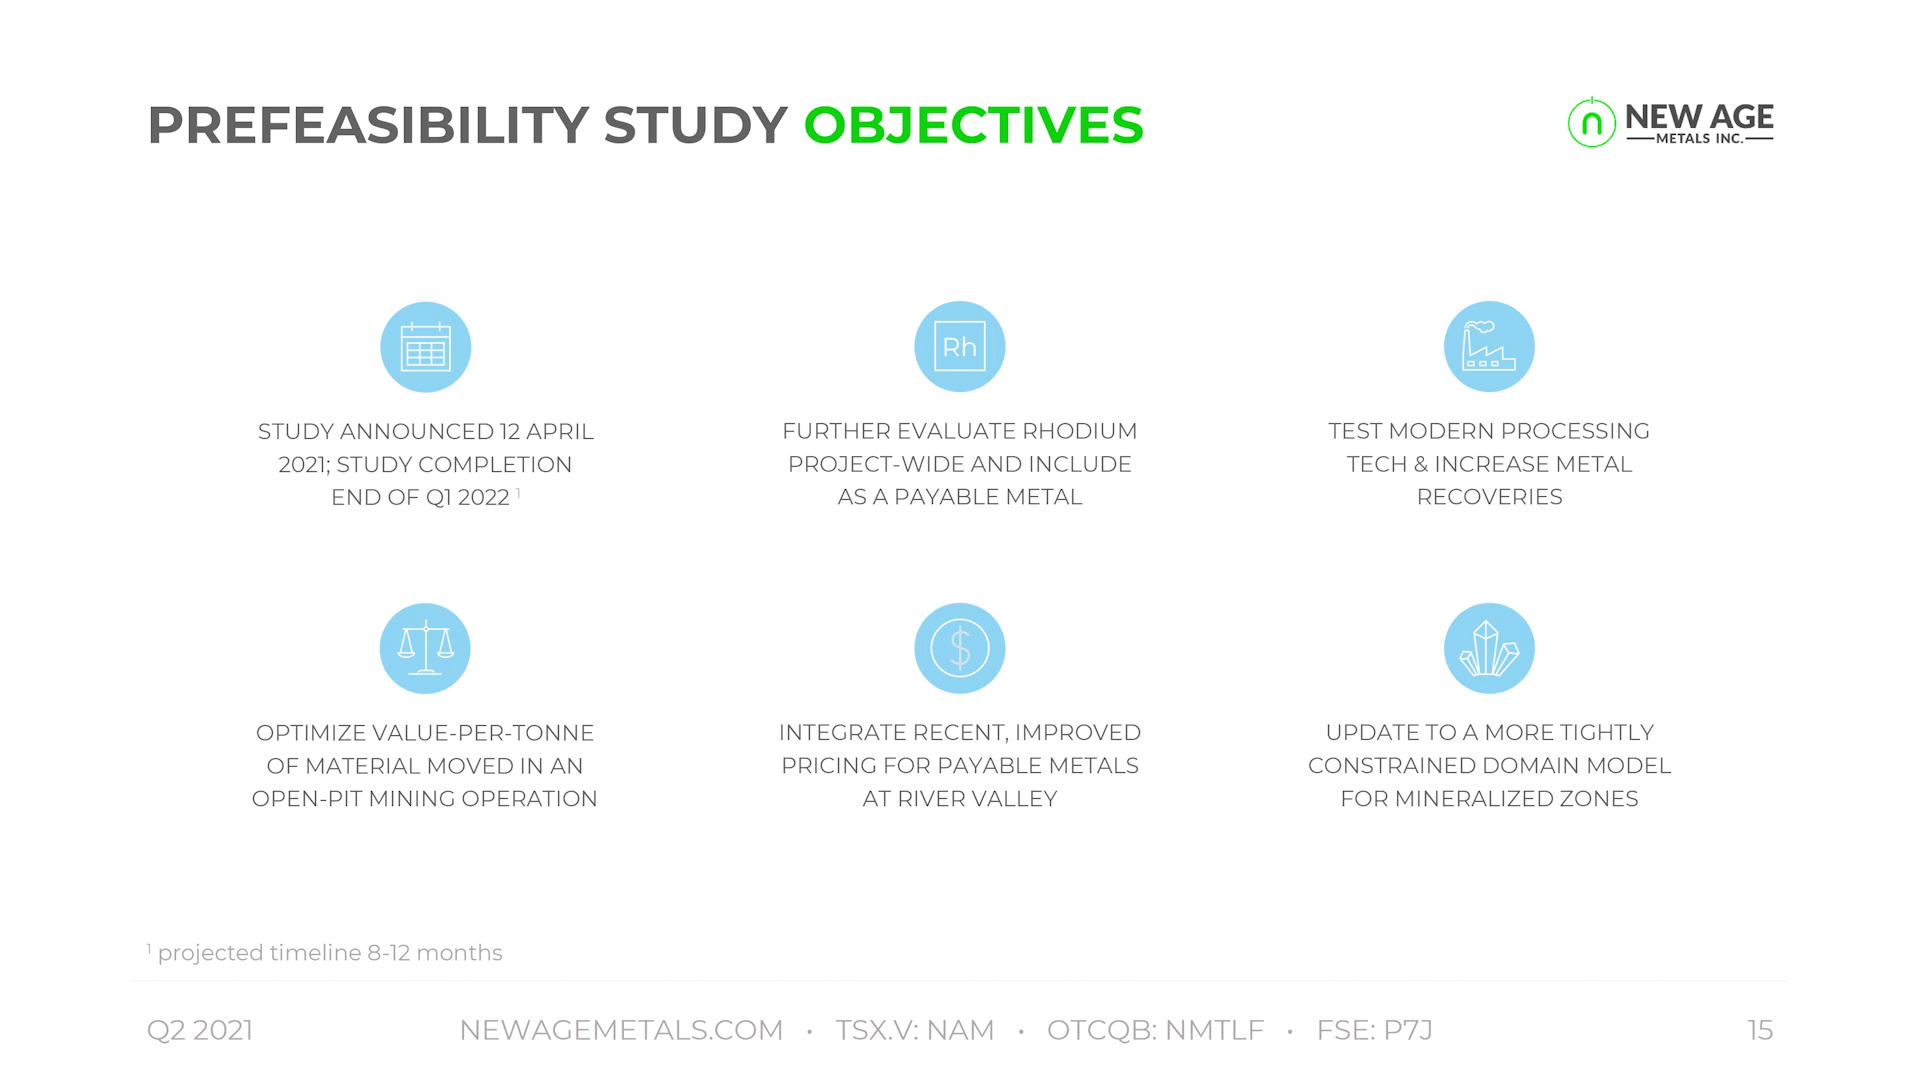 PREFEASIBILITY STUDY OBJECTIVES
NEW AGE
METALS INC.
STUDY ANNOUNCED 12 APRIL
2021; STUDY COMPLETION
END OF Q1 2022 ¹
Rh
FURTHER EVALUATE RHODIUM
PROJECT-WIDE AND INCLUDE
AS A PAYABLE METAL
TEST MODERN PROCESSING
TECH & INCREASE METAL
RECOVERIES
OPTIMIZE VALUE-PER-TONNE
OF MATERIAL MOVED IN AN
OPEN-PIT MINING OPERATION
$
INTEGRATE RECENT, IMPROVED
PRICING FOR PAYABLE METALS
AT RIVER VALLEY
UPDATE TO A MORE TIGHTLY
CONSTRAINED DOMAIN MODEL
FOR MINERALIZED ZONES
¹ projected timeline 8-12 months
Q2 2021 NEWAGEMETALS.COM • TSX.V: NAM • OTCQB: NMTLF • FSE: P7J 15